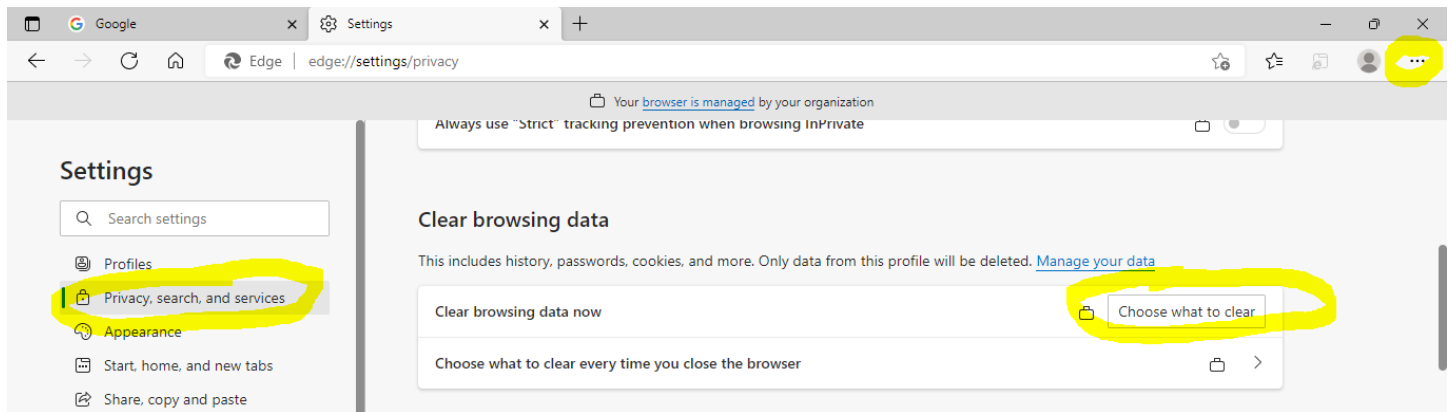 Google
Settings
Edge
edge://settings/privacy
Your browser is managed by your organization
Always use "Strict" tracking prevention when browsing InPrivate
Settings
Search settings
Profiles
Privacy, search, and services
Appearance
Start, home, and new tabs
Share, copy and paste
Clear browsing data
This includes history, passwords, cookies, and more. Only data from this profile will be deleted. Manage your data
Clear browsing data now
Choose what to clear
Choose what to clear every time you close the browser